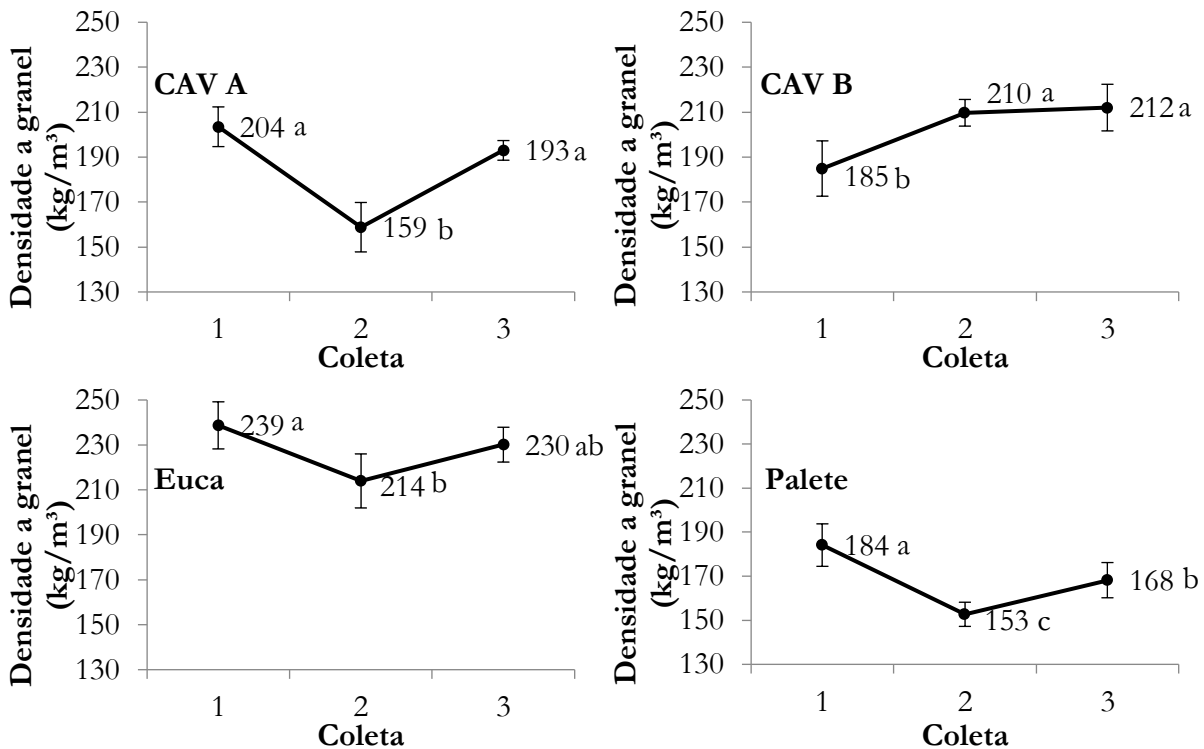 Densidade a granel
(kg/m³)
250
230
210
190
170
150
130
CAV A
204 a
159 b
193 a
1
2
3
Coleta
Densidade a granel
(kg/m³)
250
230
210
190
170
150
130
CAV B
185 b
210 a
212 a
1
2
3
Coleta
Densidade a granel
(kg/m³)
250
230
210
190
170
150
130
Euca
239 a
214 b
230 ab
1
2
3
Coleta
Densidade a granel
(kg/m³)
250
230
210
190
170
150
130
Palete
184 a
153 c
168 b
1
2
3
Coleta